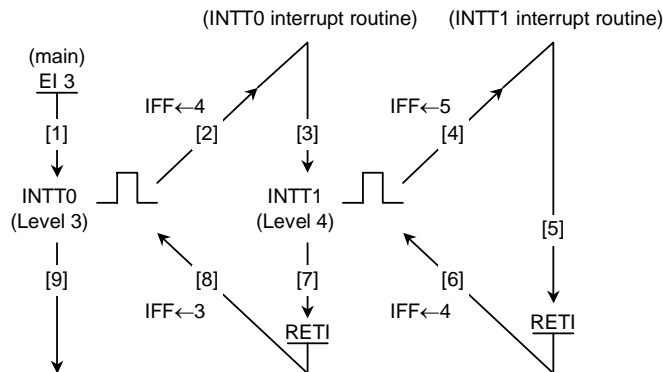 (INTT0 interrupt routine)
(INTT1 interrupt routine)
(main)
EI 3
IFF←4
IFF←5
[1]
[2]
[3]
[4]
INTT0
(Level 3)
INTT1
(Level 4)
[5]
[9]
[8]
[7]
[6]
IFF←3
IFF←4
RETI
RETI